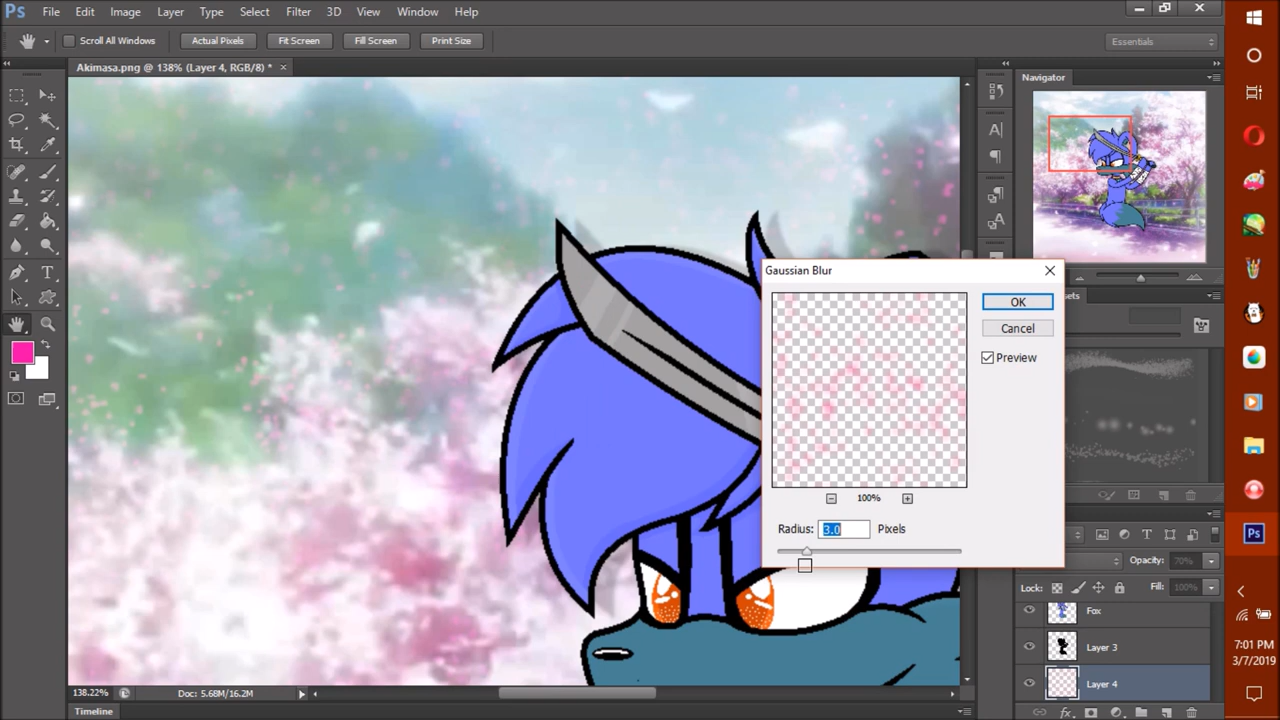 Ps File Edit Image Layer Type Select Filter 3D View Window Help
Scroll All Windows Actual Pixels Fit Screen Fill Screen Print Size Essentials
Akimasa.png @ 138% (Layer 4, RGB/8) *
Navigator
Gaussian Blur
OK
Cancel
Preview
100%
Radius: 3.0 Pixels
Opacity: 70%
Lock: Fill: 100%
Fox
Layer 3
Layer 4
138.22% Doc: 5.68M/16.2M
Timeline
Ps
7:01 PM
3/7/2019